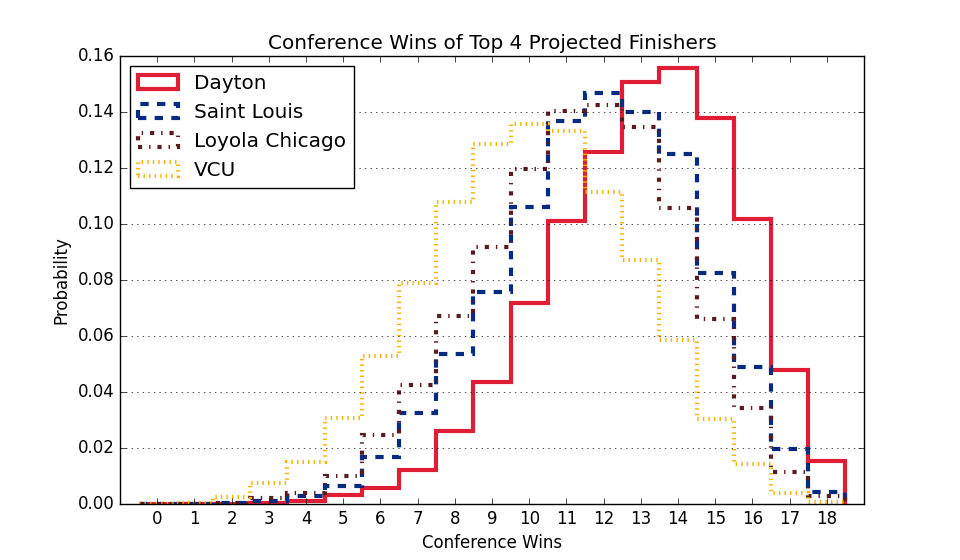 Conference Wins of Top 4 Projected Finishers
Dayton
Saint Louis
Loyola Chicago
VCU
Probability
0.16
0.14
0.12
0.10
0.08
0.06
0.04
0.02
0.00
0 1 2 3 4 5 6 7 8 9 10 11 12 13 14 15 16 17 18
Conference Wins